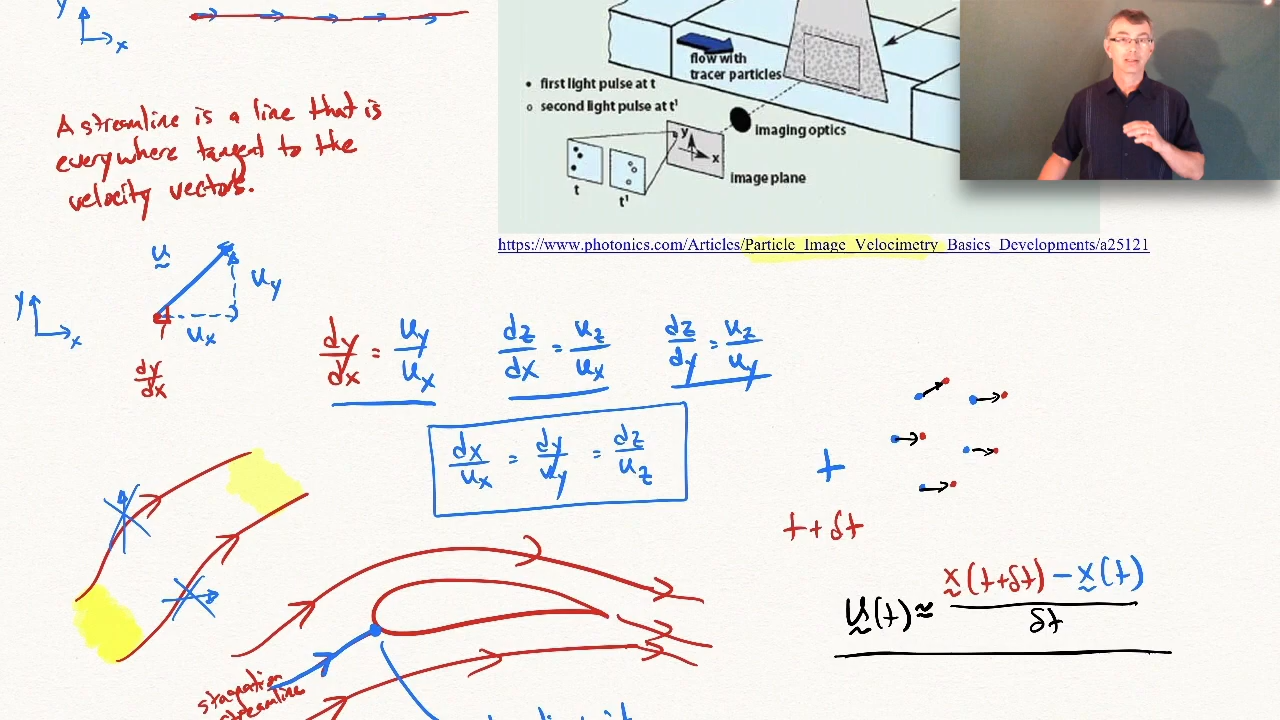 y
x
A streamline is a line that is
everywhere tangent to the
velocity vectors.
u
u_y
u_x
y
x
dy/dx
dy/dx = u_y/u_x
dz/dx = u_z/u_x
dz/dy = u_z/u_y
dx/u_x = dy/u_y = dz/u_z
flow with
tracer particles
• first light pulse at t
o second light pulse at t'
imaging optics
y
x
image plane
t
t'
https://www.photonics.com/Articles/Particle_Image_Velocimetry_Basics_Developments/a25121
t
t+δt
u(t) ≈ x(t+δt) - x(t) / δt
stagnation
streamline